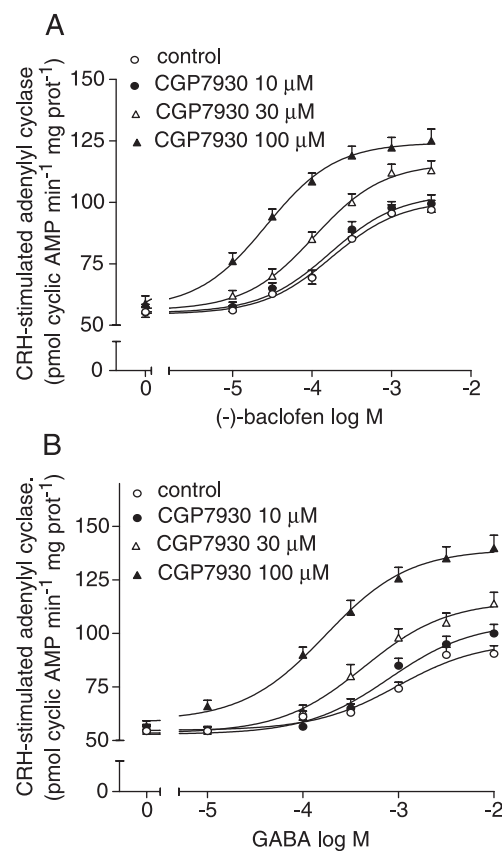 A
control
CGP7930 10 μM
CGP7930 30 μM
CGP7930 100 μM
CRH-stimulated adenylyl cyclase
(pmol cyclic AMP min⁻¹ mg prot⁻¹)
150
125
100
75
50
0
0
-5
-4
-3
-2
(-)-baclofen log M
B
control
CGP7930 10 μM
CGP7930 30 μM
CGP7930 100 μM
CRH-stimulated adenylyl cyclase.
(pmol cyclic AMP min⁻¹ mg prot⁻¹)
150
125
100
75
50
0
0
-5
-4
-3
-2
GABA log M